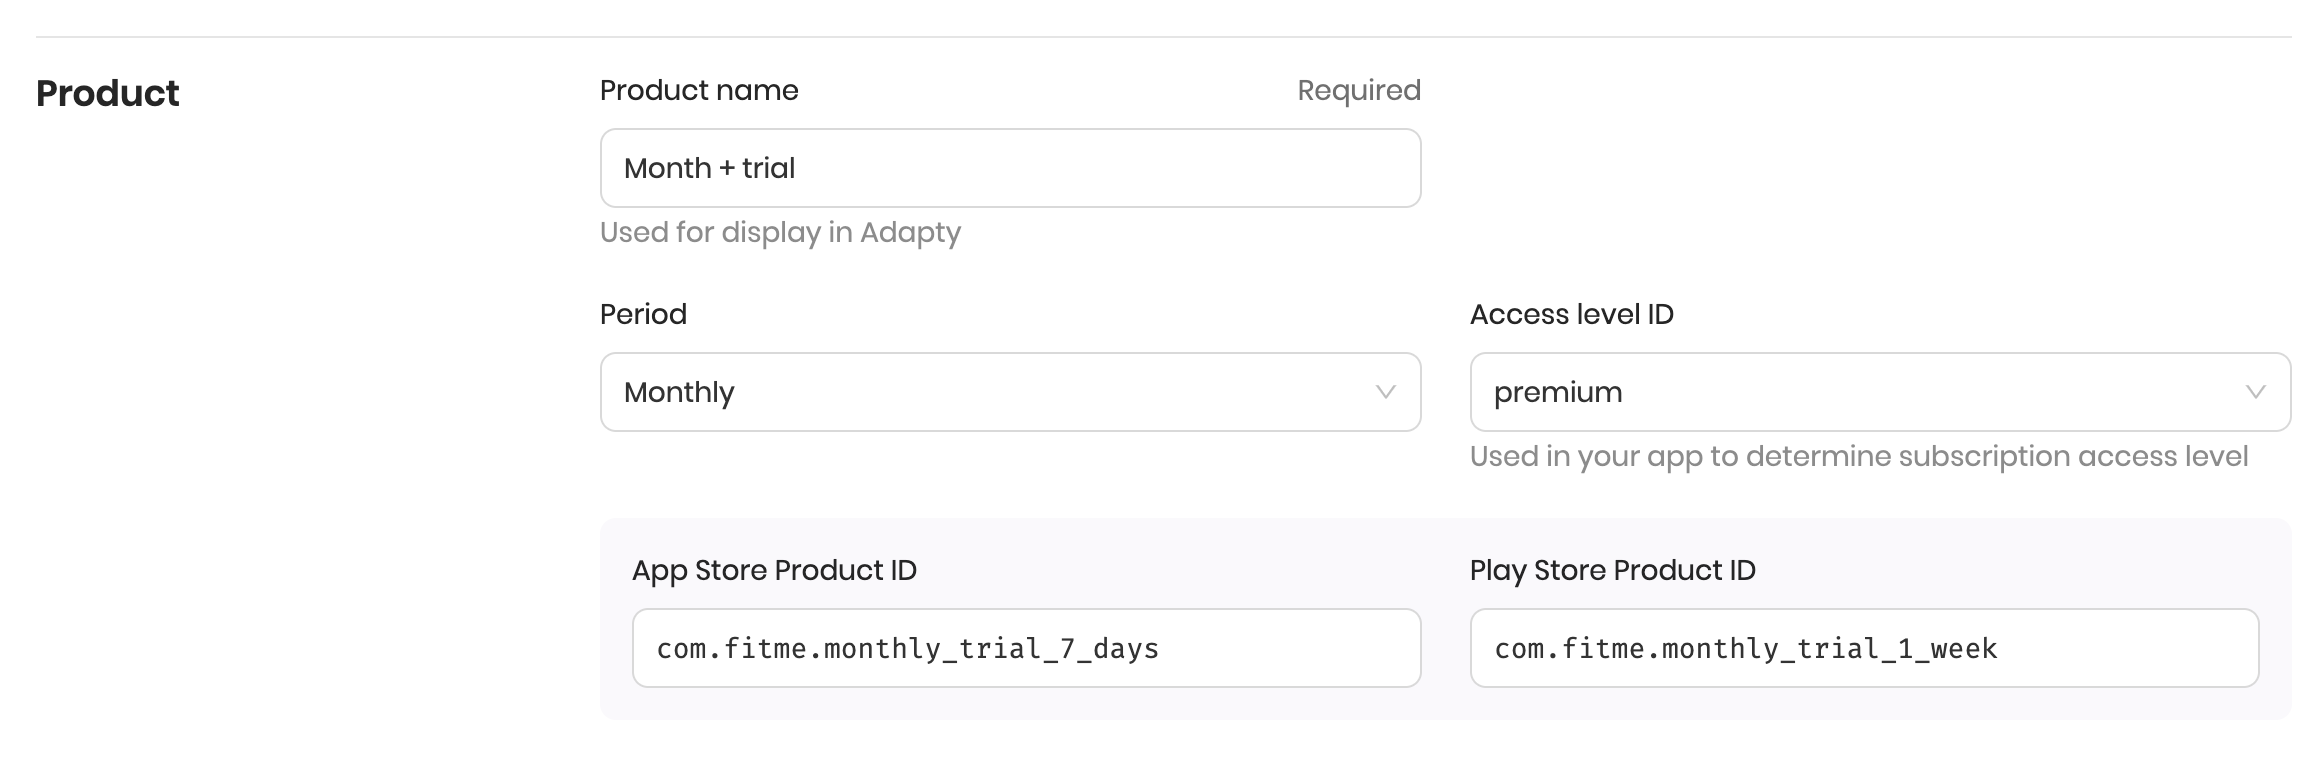 Product
Product name
Required
Month + trial
Used for display in Adapty
Period
Access level ID
Monthly
premium
Used in your app to determine subscription access level
App Store Product ID
Play Store Product ID
com.fitme.monthly_trial_7_days
com.fitme.monthly_trial_1_week